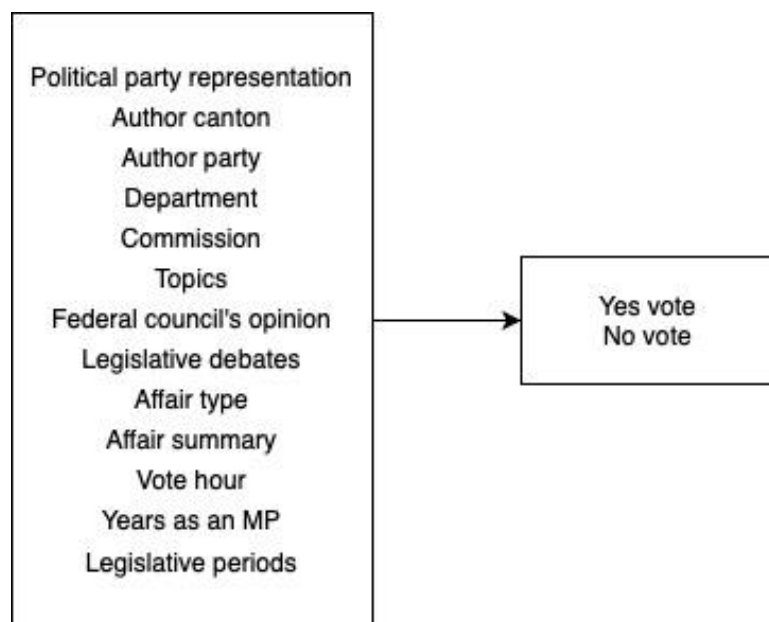 Political party representation
Author canton
Author party
Department
Commission
Topics
Federal council's opinion
Legislative debates
Affair type
Affair summary
Vote hour
Years as an MP
Legislative periods
Yes vote
No vote